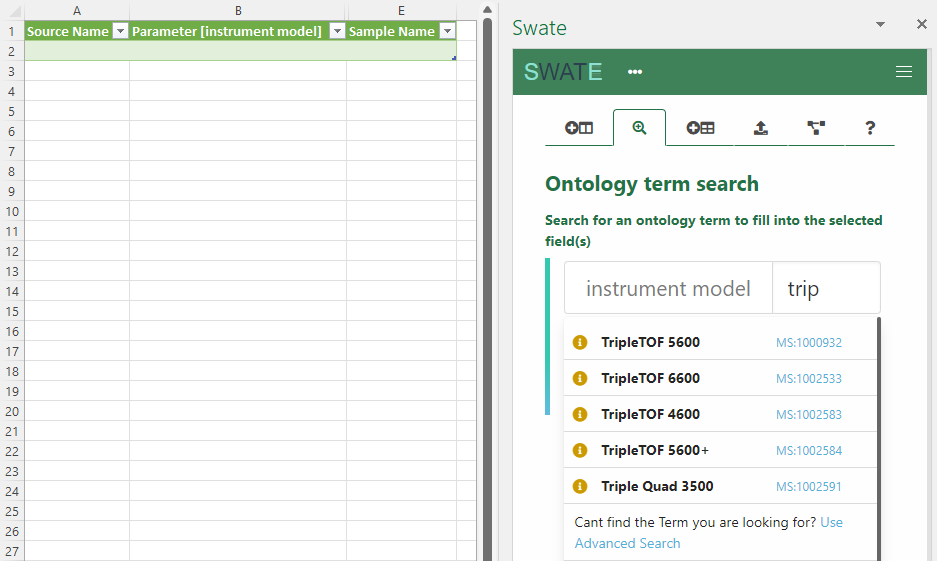 A B E
1 Source Name Parameter [instrument model] Sample Name
2
3
4
5
6
7
8
9
10
11
12
13
14
15
16
17
18
19
20
21
22
23
24
25
26
27
Swate
SWATE
?
Ontology term search
Search for an ontology term to fill into the selected
field(s)
instrument model trip
TripleTOF 5600 MS:1000932
TripleTOF 6600 MS:1002533
TripleTOF 4600 MS:1002583
TripleTOF 5600+ MS:1002584
Triple Quad 3500 MS:1002591
Cant find the Term you are looking for? Use
Advanced Search